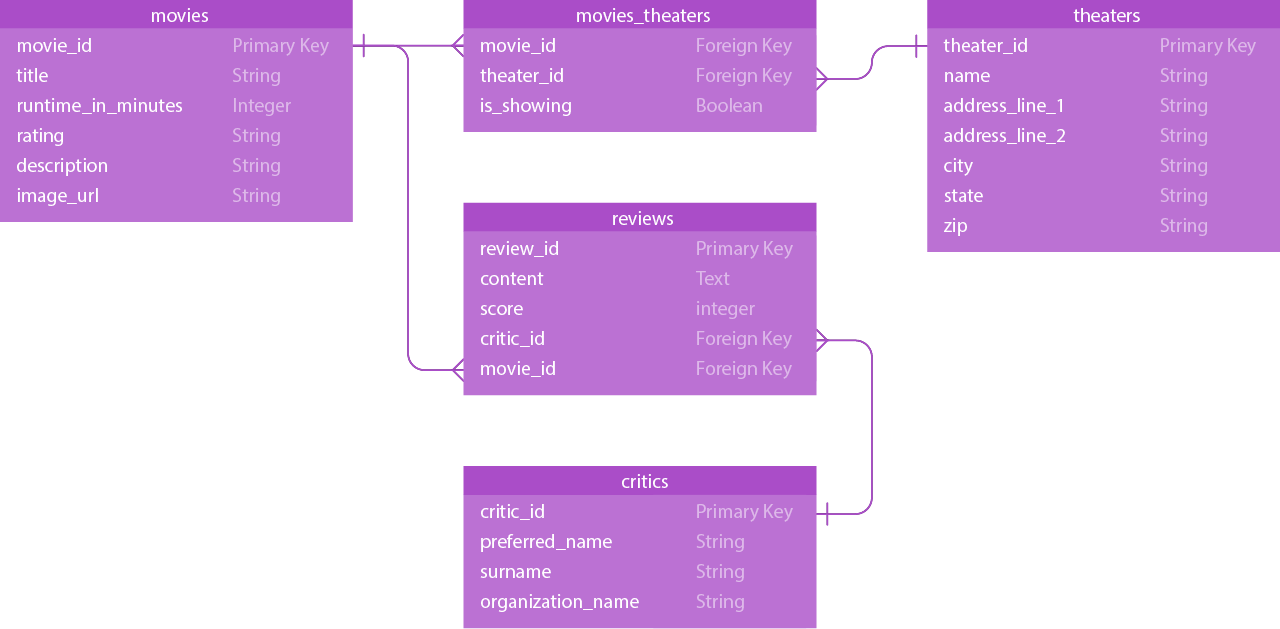 movies
movie_id Primary Key
title String
runtime_in_minutes Integer
rating String
description String
image_url String
movies_theaters
movie_id Foreign Key
theater_id Foreign Key
is_showing Boolean
theaters
theater_id Primary Key
name String
address_line_1 String
address_line_2 String
city String
state String
zip String
reviews
review_id Primary Key
content Text
score integer
critic_id Foreign Key
movie_id Foreign Key
critics
critic_id Primary Key
preferred_name String
surname String
organization_name String